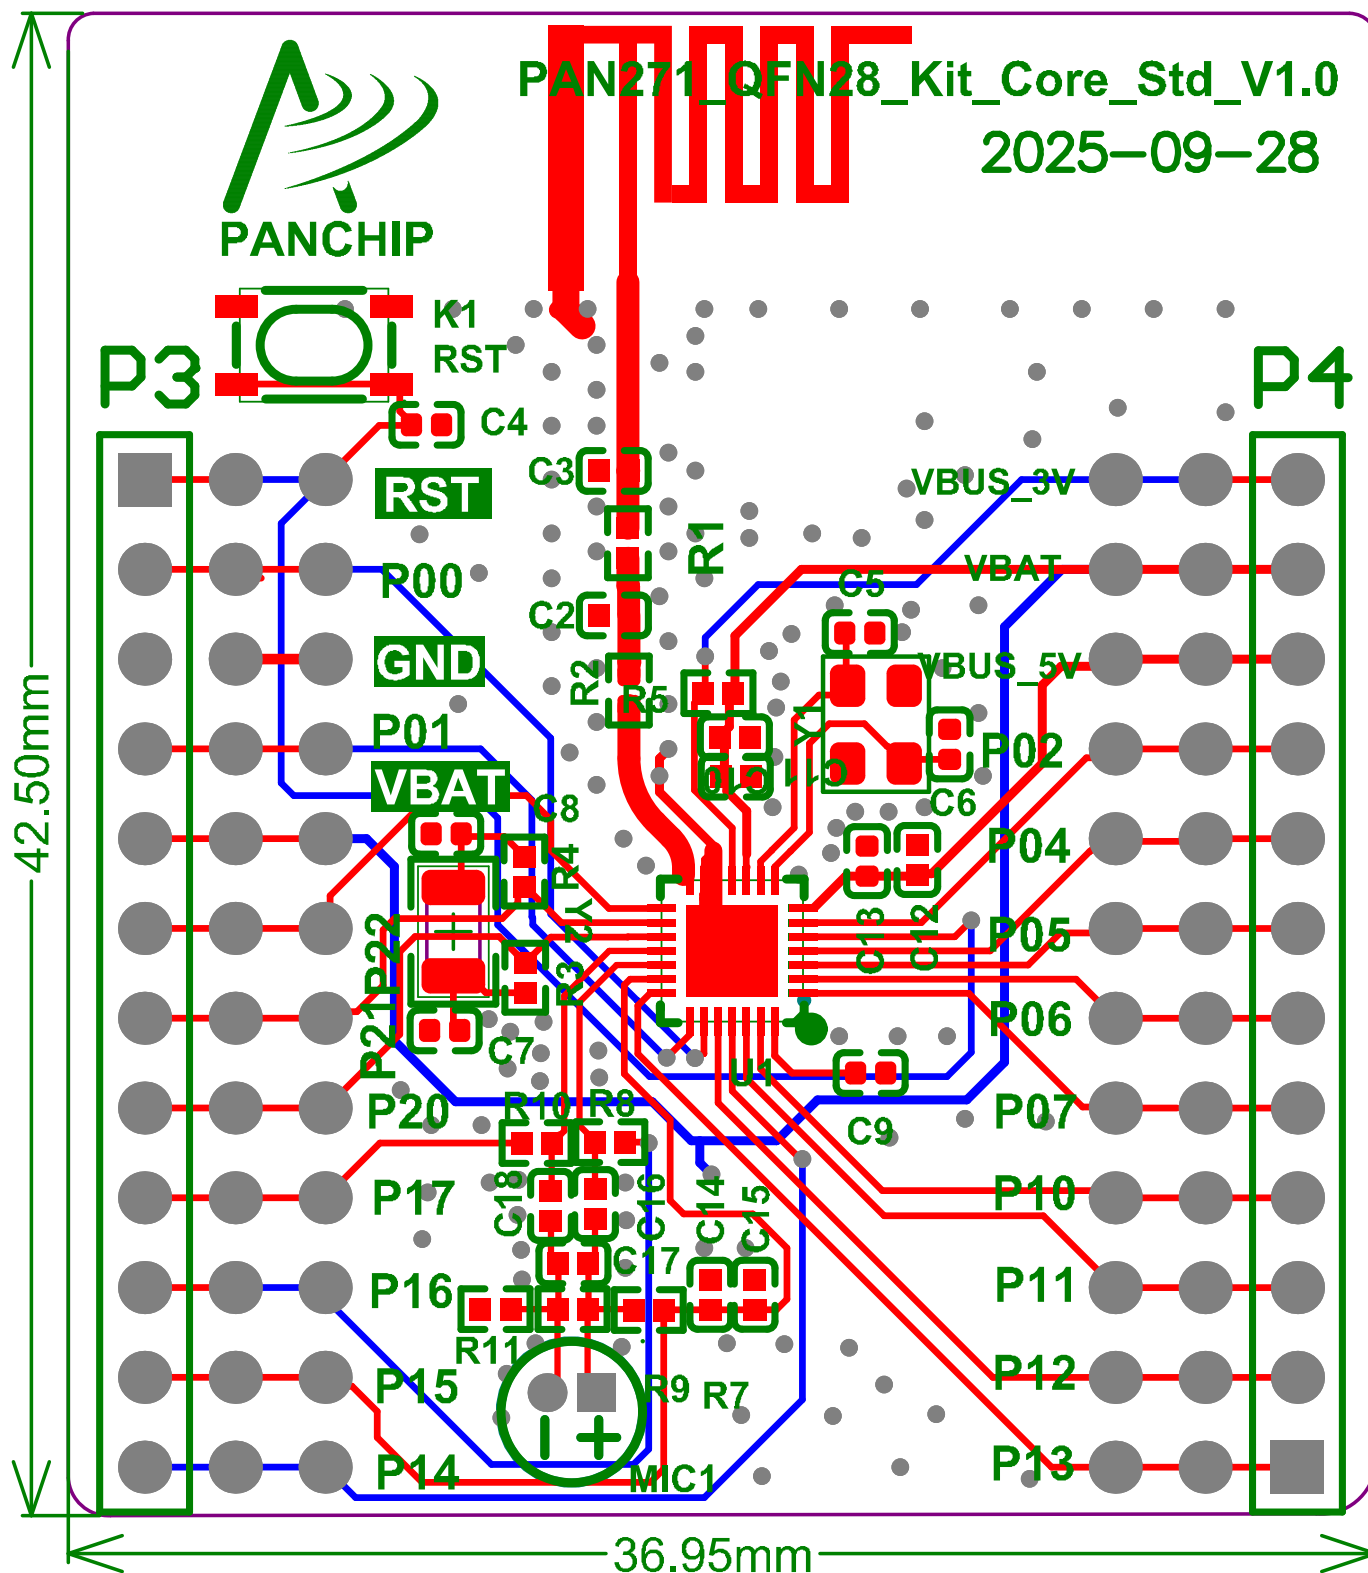 PAN271_QFN28_Kit_Core_Std_V1.0
2025-09-28
PANCHIP
K1
RST
P3
P4
C4
C3
RST
VBUS_3V
R1
P00
VBAT
C5
C2
GND
R2
R5
VBUS_5V
P01
Y1
P02
VBAT
C10
C11
C8
C6
R4
P04
P22
Y2
C13
C12
P05
R3
P21
P06
C7
U1
P20
R10
R8
P07
C9
P17
C18
C16
C14
C15
P10
C17
P16
P11
R11
P15
R9
R7
P12
P14
MIC1
P13
42.50mm
36.95mm